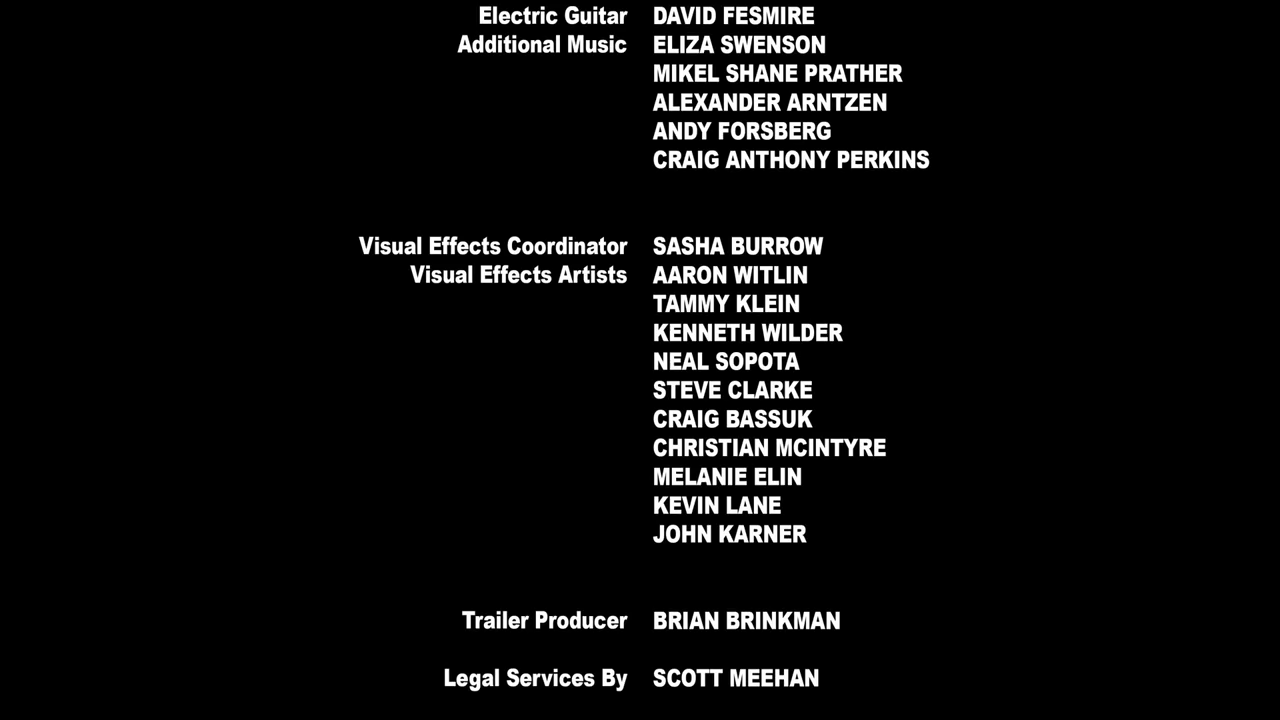 Electric Guitar DAVID FESMIRE
Additional Music ELIZA SWENSON
MIKEL SHANE PRATHER
ALEXANDER ARNTZEN
ANDY FORSBERG
CRAIG ANTHONY PERKINS
Visual Effects Coordinator SASHA BURROW
Visual Effects Artists AARON WITLIN
TAMMY KLEIN
KENNETH WILDER
NEAL SOPOTA
STEVE CLARKE
CRAIG BASSUK
CHRISTIAN MCINTYRE
MELANIE ELIN
KEVIN LANE
JOHN KARNER
Trailer Producer BRIAN BRINKMAN
Legal Services By SCOTT MEEHAN